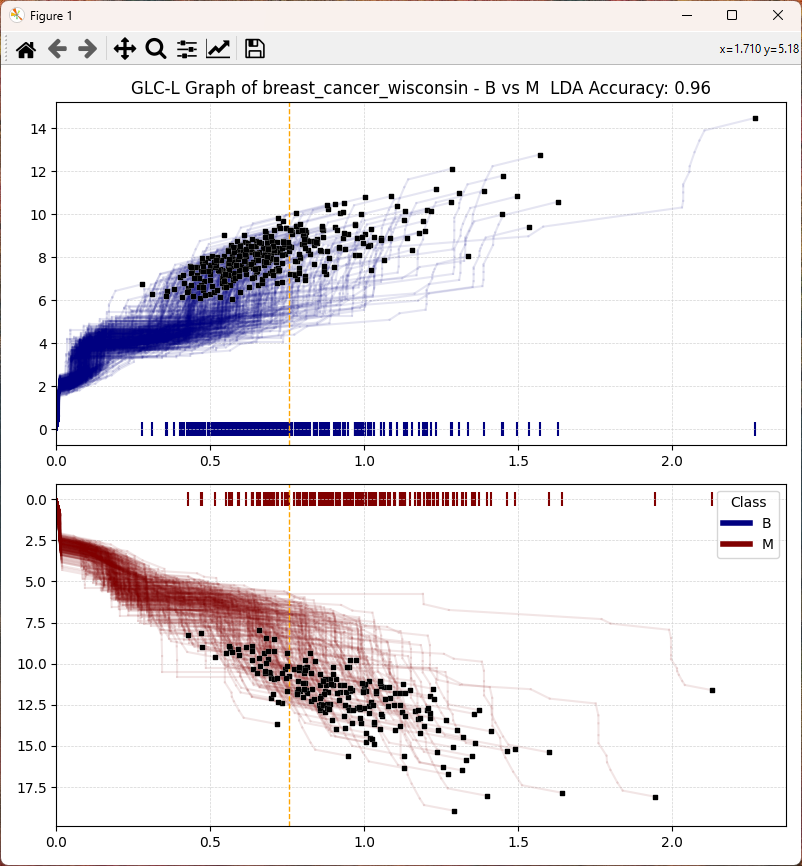 Figure 1
x=1.710 y=5.18
GLC-L Graph of breast_cancer_wisconsin - B vs M  LDA Accuracy: 0.96
14
12
10
8
6
4
2
0
0.0 0.5 1.0 1.5 2.0
0.0
2.5
5.0
7.5
10.0
12.5
15.0
17.5
Class
B
M
0.0 0.5 1.0 1.5 2.0